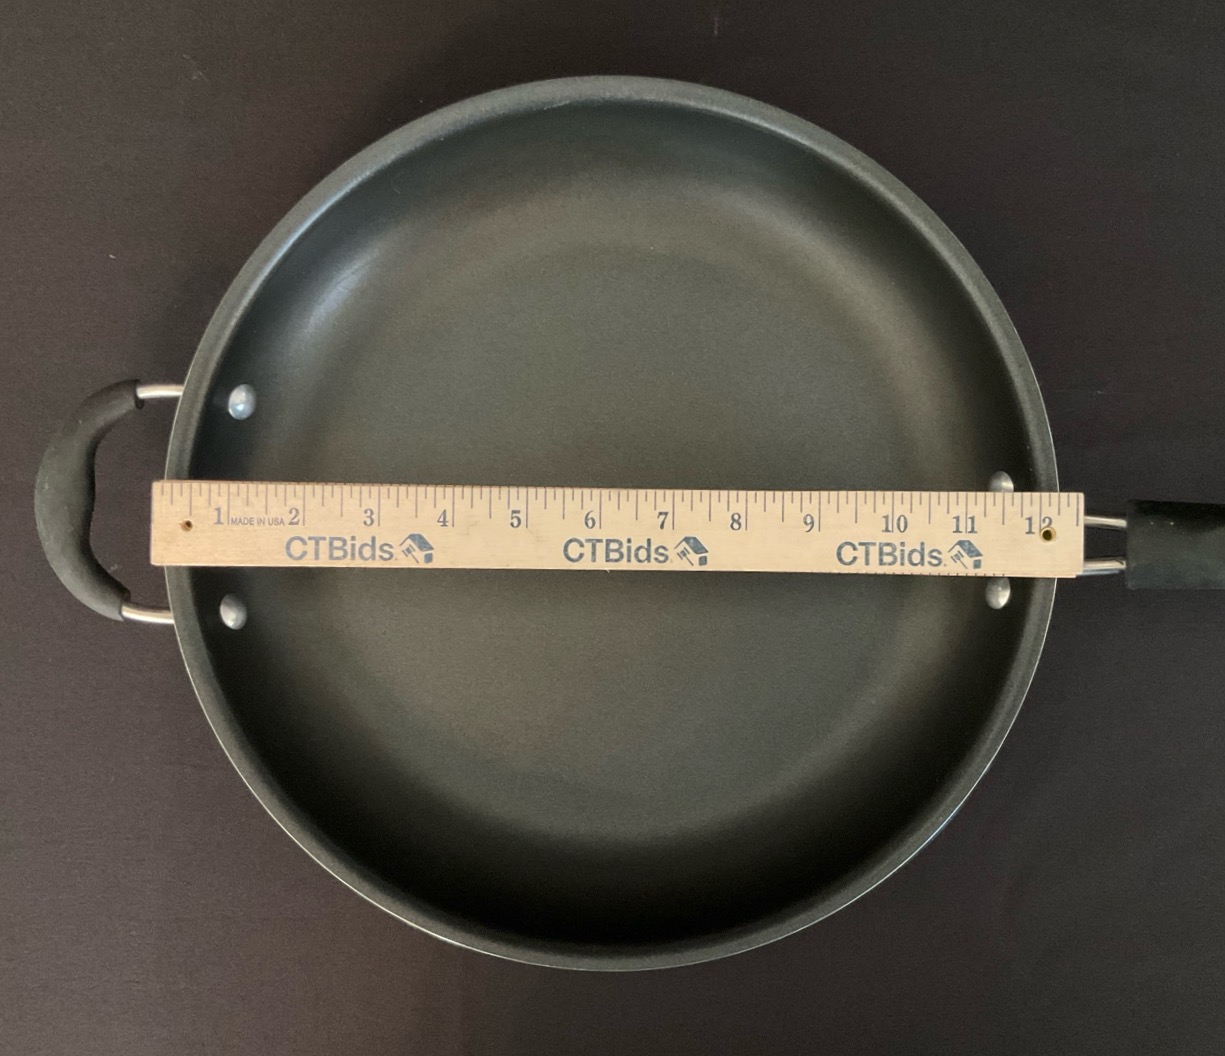 1 2 3 4 5 6 7 8 9 10 11 12
MADE IN USA
CTBids. CTBids. CTBids.